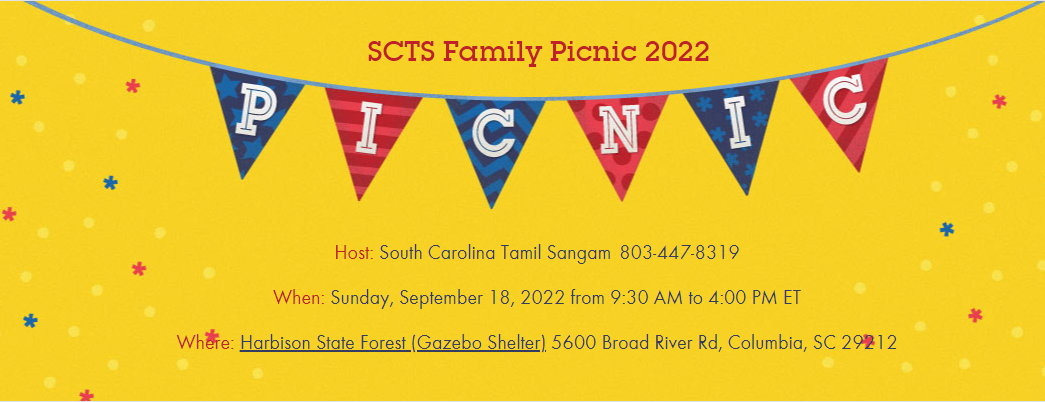 SCTS Family Picnic 2022
PICNIC
Host: South Carolina Tamil Sangam 803-447-8319
When: Sunday, September 18, 2022 from 9:30 AM to 4:00 PM ET
Where: Harbison State Forest (Gazebo Shelter) 5600 Broad River Rd, Columbia, SC 29212